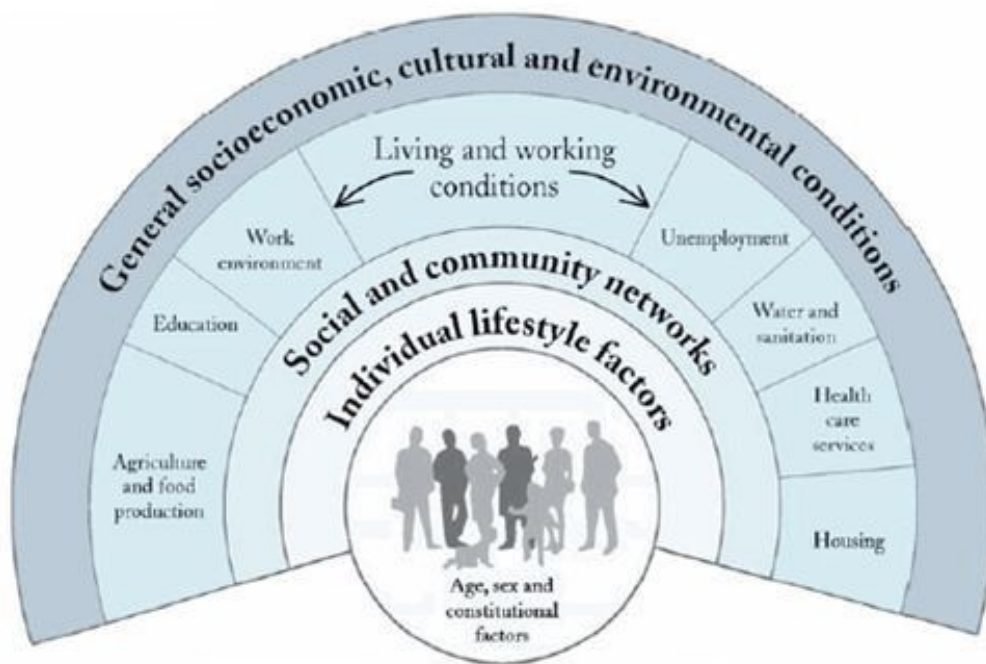 General socioeconomic, cultural and environmental conditions
Living and working
conditions
Work
environment
Unemployment
Education
Water and
sanitation
Agriculture
and food
production
Health
care
services
Housing
Social and community networks
Individual lifestyle factors
Age, sex and
constitutional
factors